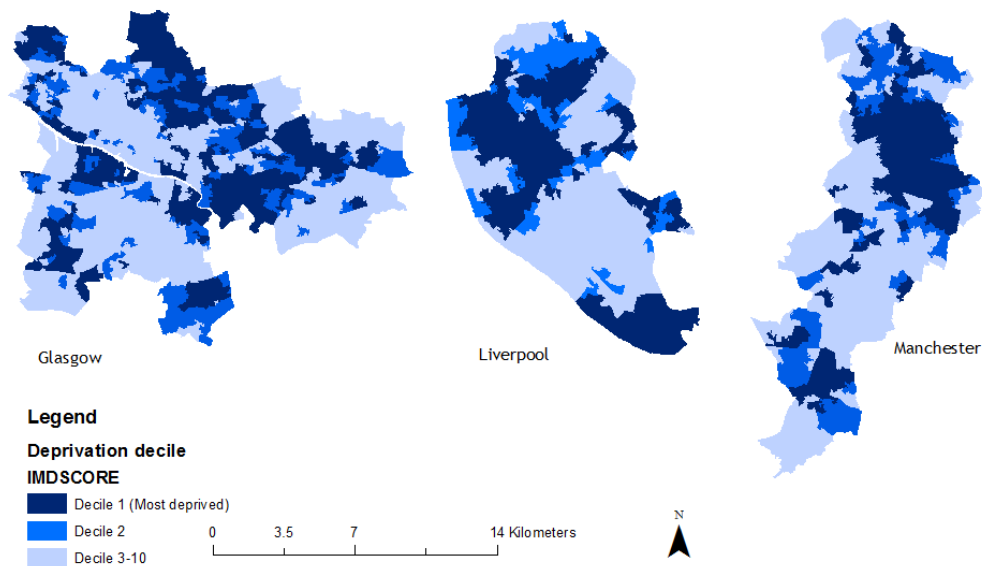 Glasgow
Liverpool
Manchester
Legend
Deprivation decile
IMDSCORE
Decile 1 (Most deprived)
Decile 2
Decile 3-10
0 3.5 7 14 Kilometers
N